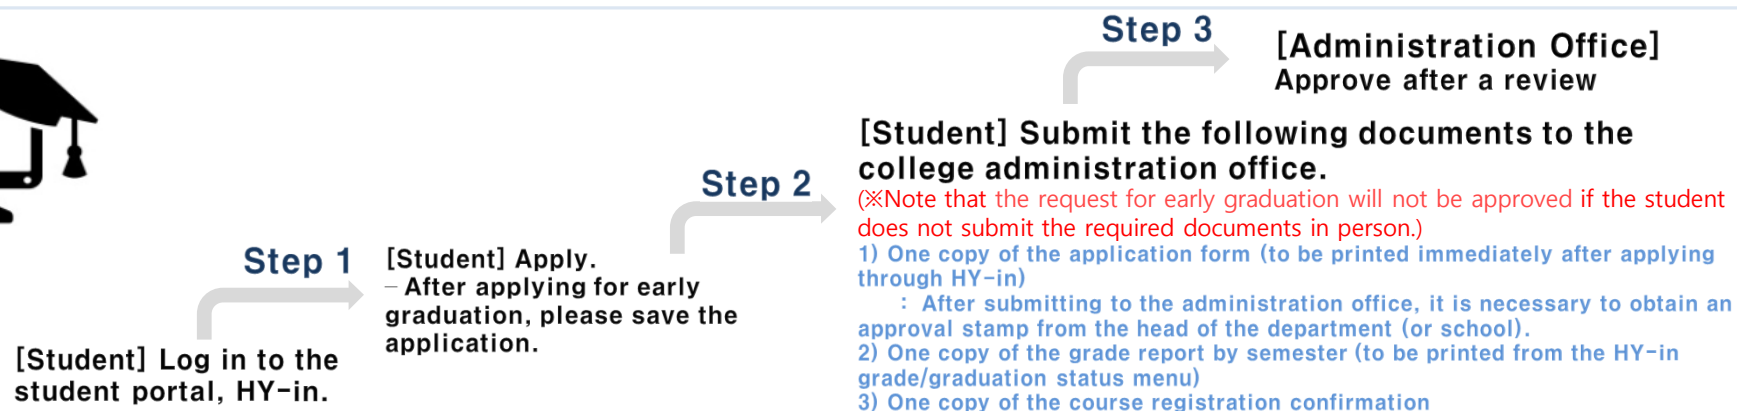 [Student] Log in to the
student portal, HY-in.
Step 1
[Student] Apply.
– After applying for early
graduation, please save the
application.
Step 2
[Student] Submit the following documents to the
college administration office.
(※Note that the request for early graduation will not be approved if the student
does not submit the required documents in person.)
1) One copy of the application form (to be printed immediately after applying
through HY-in)
: After submitting to the administration office, it is necessary to obtain an
approval stamp from the head of the department (or school).
2) One copy of the grade report by semester (to be printed from the HY-in
grade/graduation status menu)
3) One copy of the course registration confirmation
Step 3
[Administration Office]
Approve after a review